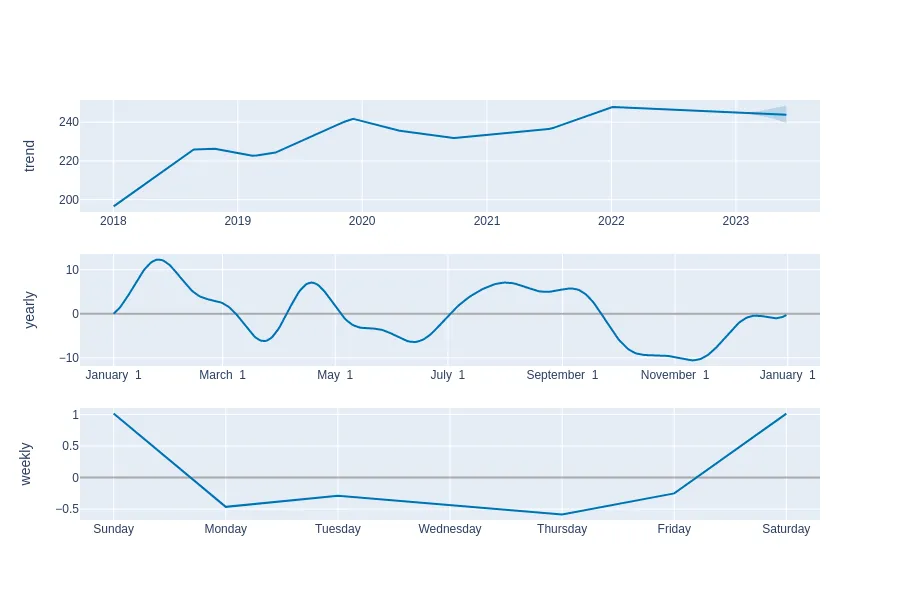 trend
240
220
200
2018 2019 2020 2021 2022 2023
yearly
10
0
−10
January 1 March 1 May 1 July 1 September 1 November 1 January 1
weekly
1
0.5
0
−0.5
Sunday Monday Tuesday Wednesday Thursday Friday Saturday